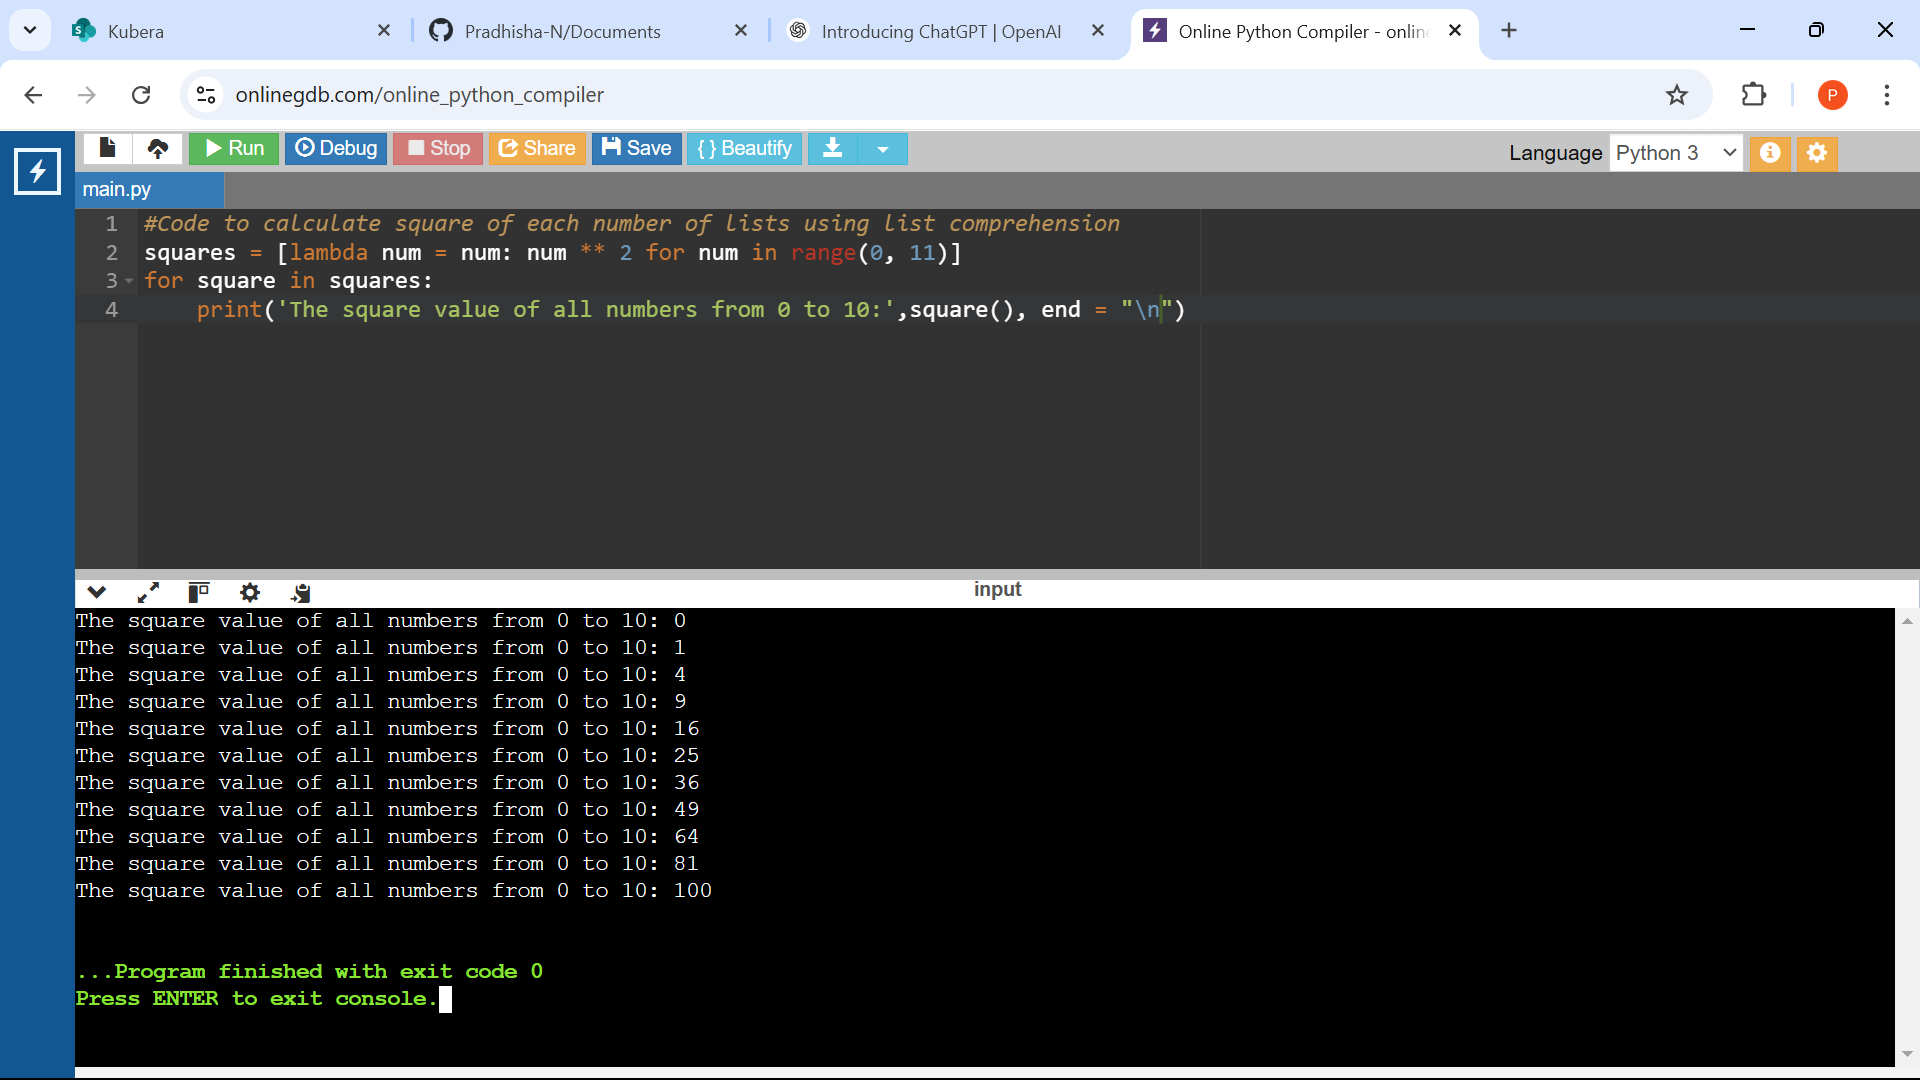 Kubera
Pradhisha-N/Documents
Introducing ChatGPT | OpenAI
Online Python Compiler - onlin
onlinegdb.com/online_python_compiler
P
Run
Debug
Stop
Share
Save
{ } Beautify
Language
Python 3
main.py
1 #Code to calculate square of each number of lists using list comprehension
2 squares = [lambda num = num: num ** 2 for num in range(0, 11)]
3 for square in squares:
4 print('The square value of all numbers from 0 to 10:',square(), end = "\n")
input
The square value of all numbers from 0 to 10: 0
The square value of all numbers from 0 to 10: 1
The square value of all numbers from 0 to 10: 4
The square value of all numbers from 0 to 10: 9
The square value of all numbers from 0 to 10: 16
The square value of all numbers from 0 to 10: 25
The square value of all numbers from 0 to 10: 36
The square value of all numbers from 0 to 10: 49
The square value of all numbers from 0 to 10: 64
The square value of all numbers from 0 to 10: 81
The square value of all numbers from 0 to 10: 100
...Program finished with exit code 0
Press ENTER to exit console.